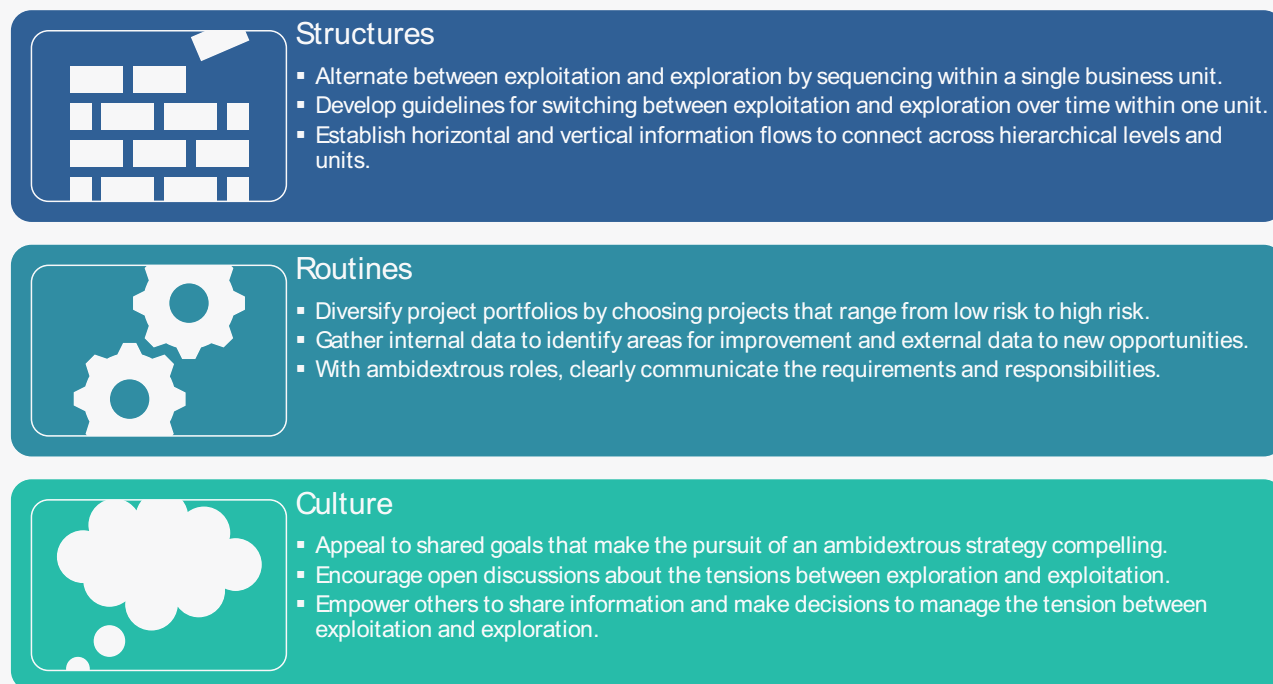 Structures
▪ Alternate between exploitation and exploration by sequencing within a single business unit.
▪ Develop guidelines for switching between exploitation and exploration over time within one unit.
▪ Establish horizontal and vertical information flows to connect across hierarchical levels and
units.
Routines
▪ Diversify project portfolios by choosing projects that range from low risk to high risk.
▪ Gather internal data to identify areas for improvement and external data to new opportunities.
▪ With ambidextrous roles, clearly communicate the requirements and responsibilities.
Culture
▪ Appeal to shared goals that make the pursuit of an ambidextrous strategy compelling.
▪ Encourage open discussions about the tensions between exploration and exploitation.
▪ Empower others to share information and make decisions to manage the tension between
exploitation and exploration.